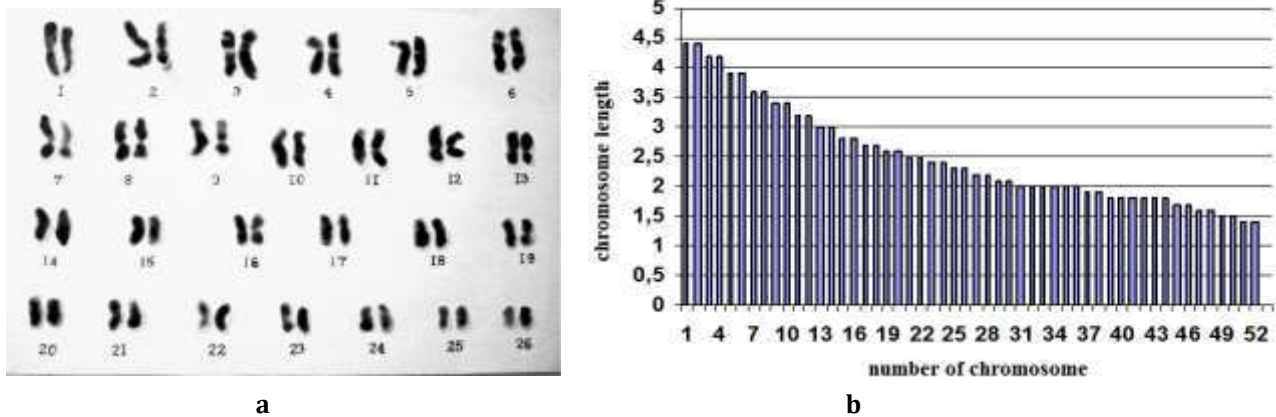 1 2 3 4 5 6
7 8 9 10 11 12 13
14 15 16 17 18 19
20 21 22 23 24 25 26
a
5
4,5
4
3,5
3
2,5
2
1,5
1
0,5
0
chromosome length
1 4 7 10 13 16 19 22 25 28 31 34 37 40 43 46 49 52
number of chromosome
b